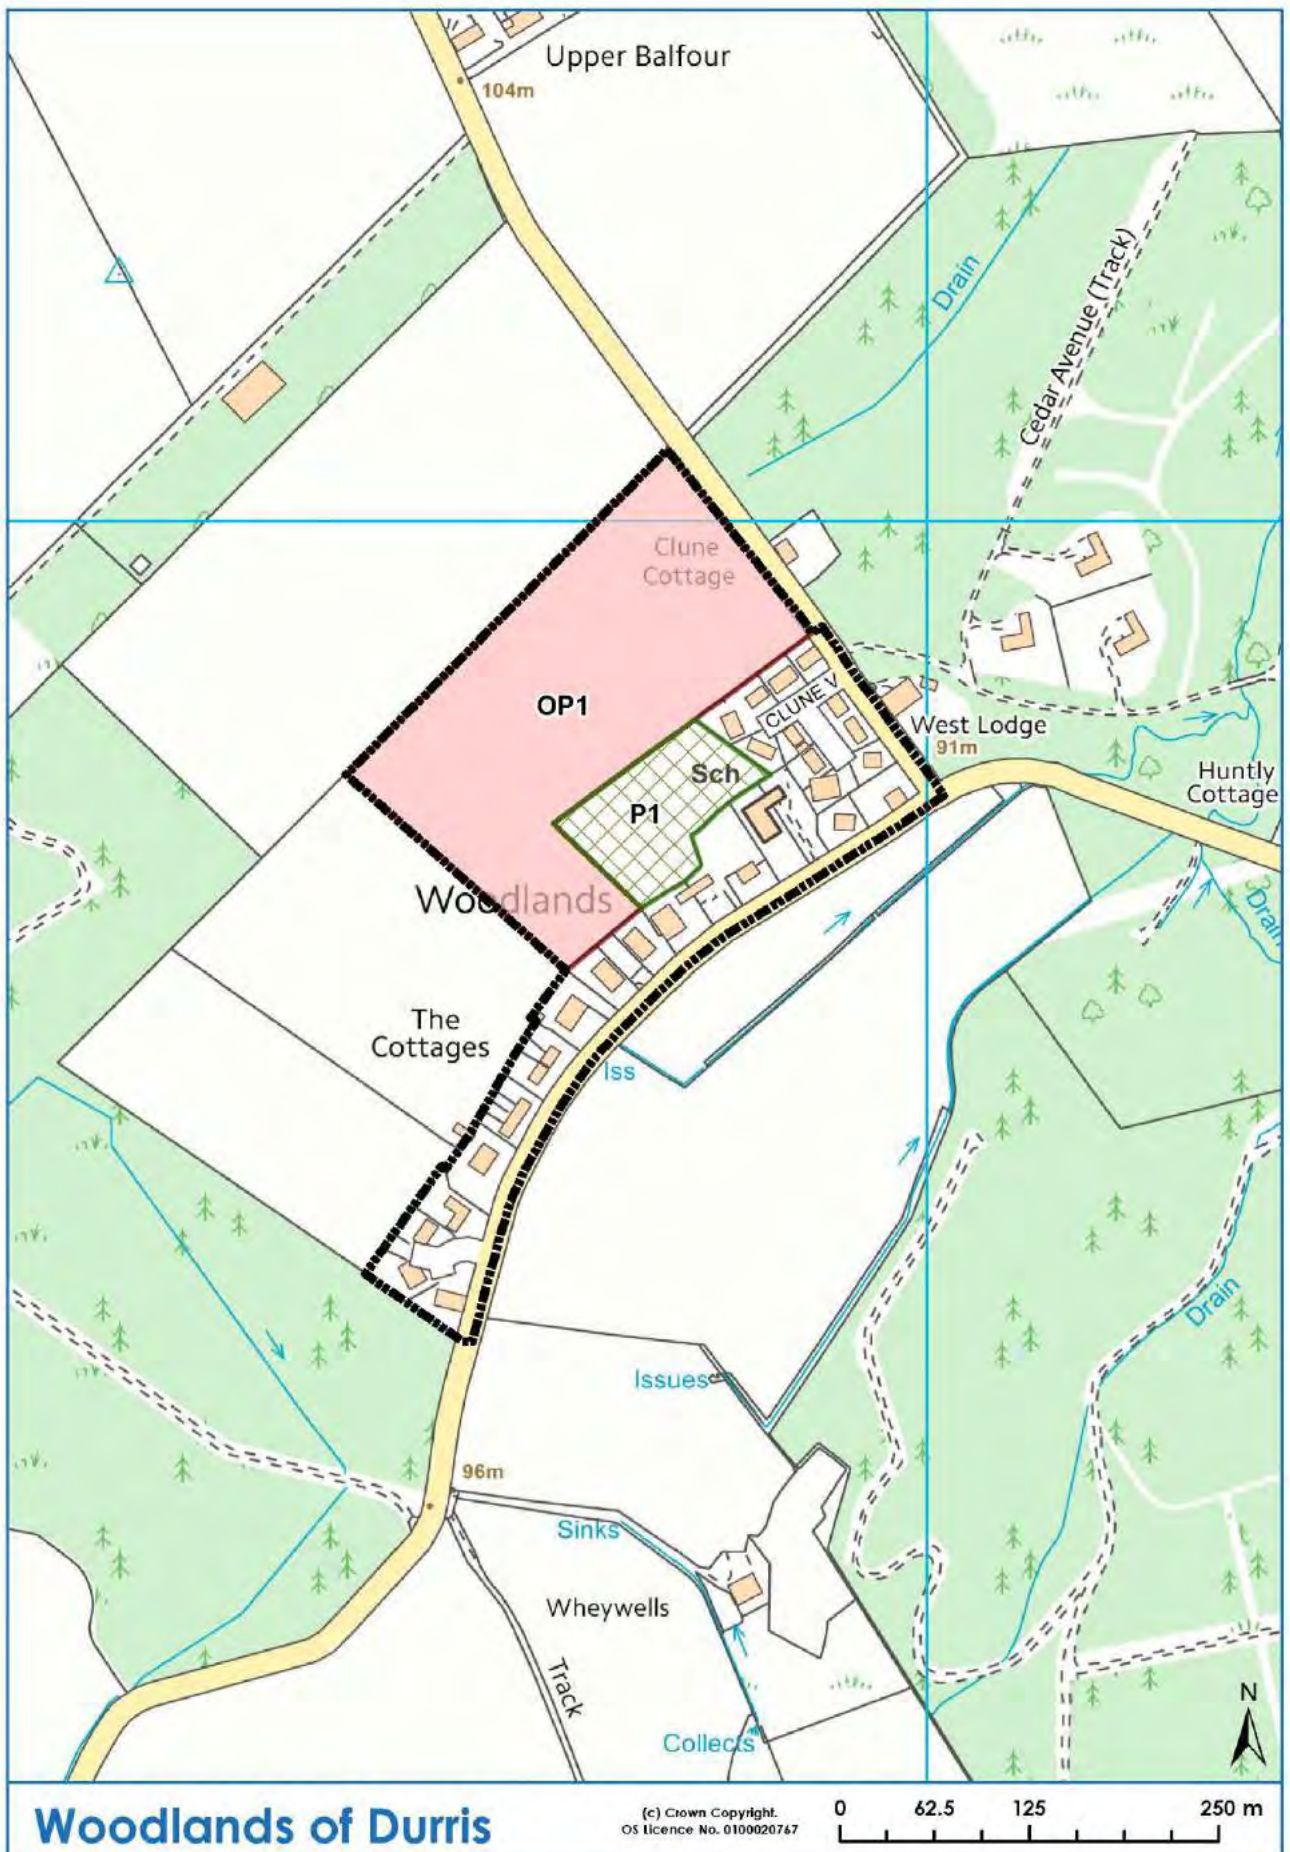 Upper Balfour
104m
Drain
Cedar Avenue (Track)
Clune
Cottage
OP1
CLUNE V
West Lodge
91m
Sch
P1
Huntly
Cottage
Woodlands
Drain
The
Cottages
Iss
Drain
Issues
96m
Sinks
Wheywells
Track
Collects
N
Woodlands of Durris
(c) Crown Copyright.
OS Licence No. 0100020767
0 62.5 125 250 m